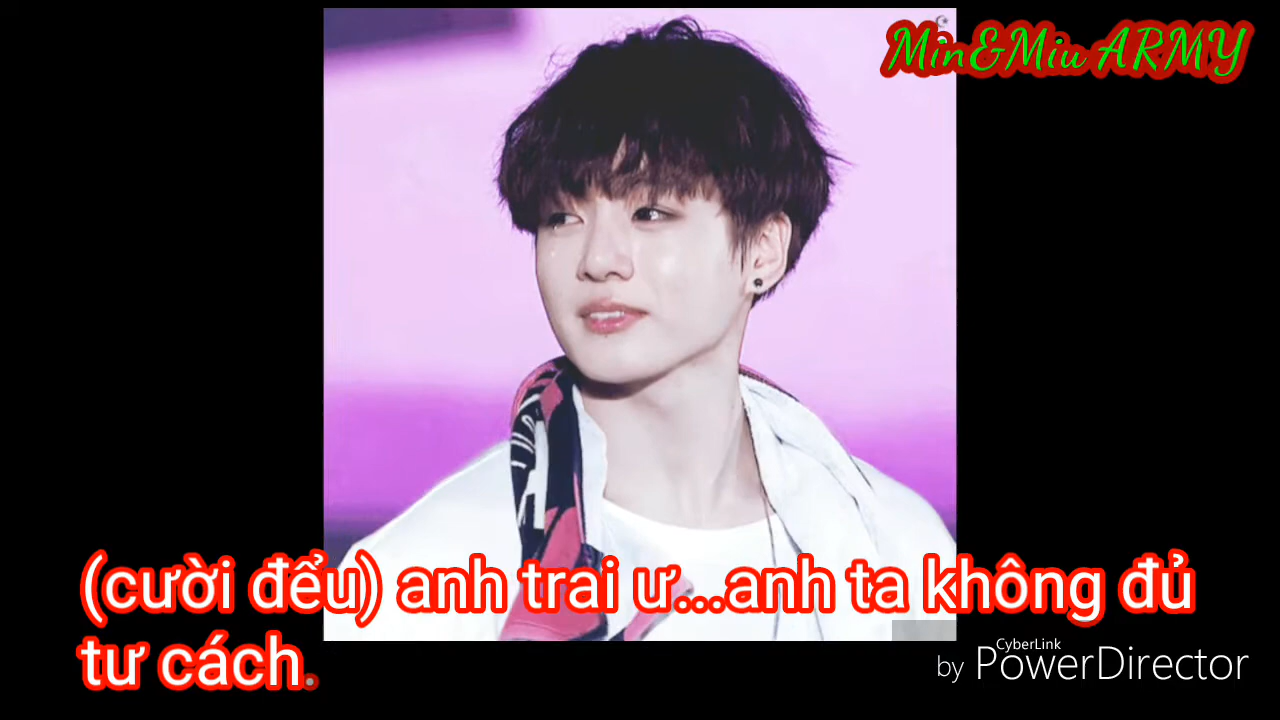 Min&Miu ARMY
(cười đểu) anh trai ư...anh ta không đủ
tư cách.
CyberLink
by PowerDirector